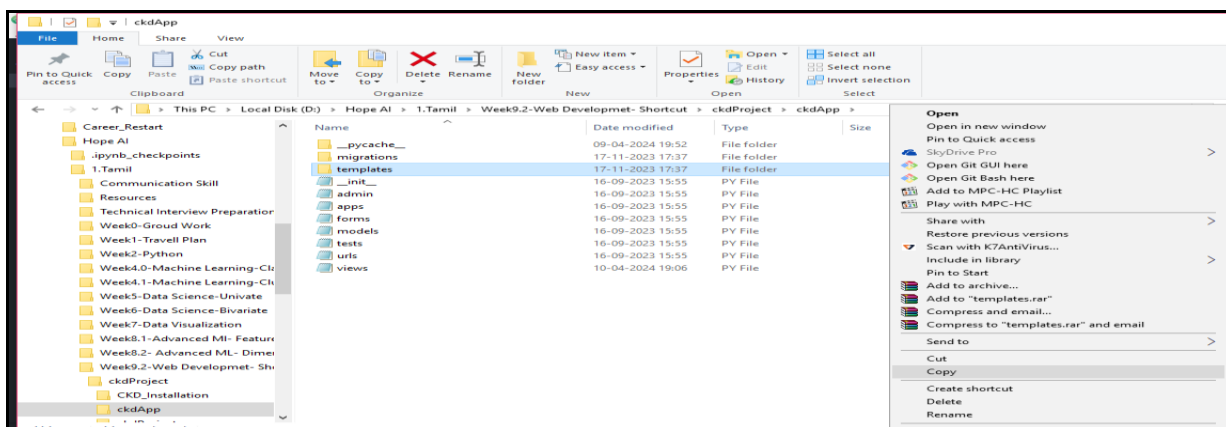 ckdApp
File Home Share View
Pin to Quick access
Copy
Paste
Cut
Copy path
Paste shortcut
Clipboard
Move to
Copy to
Delete
Rename
Organize
New folder
New item
Easy access
New
Properties
Open
Edit
History
Open
Select all
Select none
Invert selection
Select
This PC > Local Disk (D:) > Hope AI > 1.Tamil > Week9.2-Web Developmet- Shortcut > ckdProject > ckdApp >
Career_Restart
Hope AI
.ipynb_checkpoints
1.Tamil
Communication Skill
Resources
Technical Interview Preparation
Week0-Groud Work
Week1-Travell Plan
Week2-Python
Week4.0-Machine Learning-Cla
Week4.1-Machine Learning-Clu
Week5-Data Science-Univate
Week6-Data Science-Bivariate
Week7-Data Visualization
Week8.1-Advanced Ml- Feature
Week8.2- Advanced ML- Dimer
Week9.2-Web Developmet- Sho
ckdProject
CKD_Installation
ckdApp
Name Date modified Type Size
__pycache__ 09-04-2024 19:52 File folder
migrations 17-11-2023 17:37 File folder
templates 17-11-2023 17:37 File folder
__init__ 16-09-2023 15:55 PY File
admin 16-09-2023 15:55 PY File
apps 16-09-2023 15:55 PY File
forms 16-09-2023 15:55 PY File
models 16-09-2023 15:55 PY File
tests 16-09-2023 15:55 PY File
urls 16-09-2023 15:55 PY File
views 10-04-2024 19:06 PY File
Open
Open in new window
Pin to Quick access
SkyDrive Pro >
Open Git GUI here
Open Git Bash here
Add to MPC-HC Playlist
Play with MPC-HC
Share with >
Restore previous versions
Scan with K7AntiVirus...
Include in library >
Pin to Start
Add to archive...
Add to "templates.rar"
Compress and email...
Compress to "templates.rar" and email
Send to >
Cut
Copy
Create shortcut
Delete
Rename